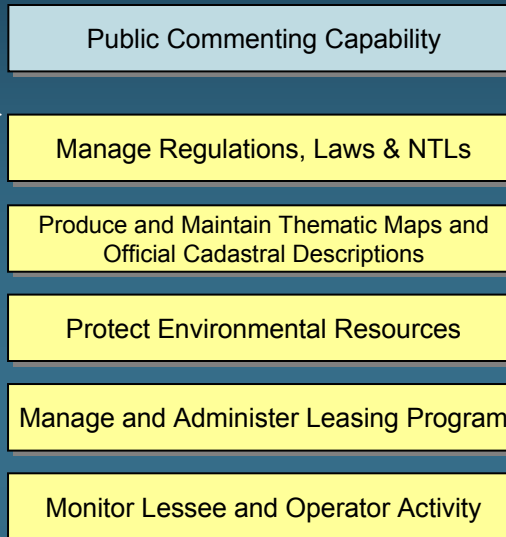 Public Commenting Capability
Manage Regulations, Laws & NTLs
Produce and Maintain Thematic Maps and
Official Cadastral Descriptions
Protect Environmental Resources
Manage and Administer Leasing Program
Monitor Lessee and Operator Activity